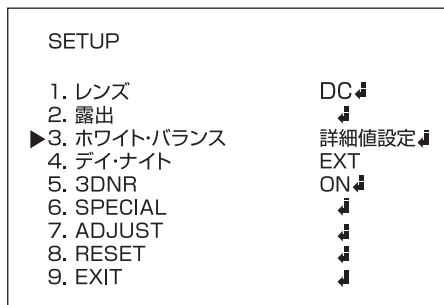 SETUP
1. レンズ DC↲
2. 露出 ↲
▶3. ホワイト・バランス 詳細値設定↲
4. デイ・ナイト EXT
5. 3DNR ON↲
6. SPECIAL ↲
7. ADJUST ↲
8. RESET ↲
9. EXIT ↲